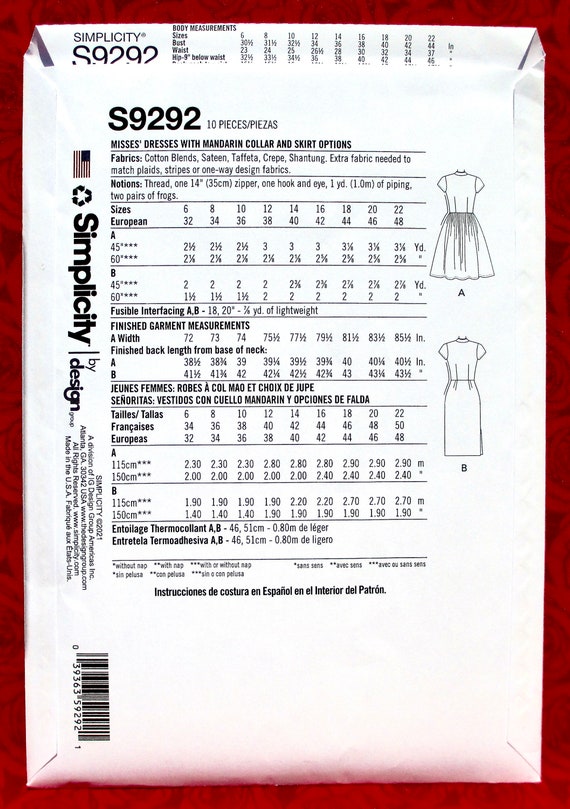 SIMPLICITY®
S9292
BODY MEASUREMENTS
Sizes 6 8 10 12 14 16 18 20 22
Bust 30½ 31½ 32½ 34 36 38 40 42 44 In
Waist 23 24 25 26½ 28 30 32 34 37 "
Hip-9" below waist 32½ 33½ 34½ 36 38 40 42 44 46 "
S9292 10 PIECES/PIEZAS
MISSES' DRESSES WITH MANDARIN COLLAR AND SKIRT OPTIONS
Fabrics: Cotton Blends, Sateen, Taffeta, Crepe, Shantung. Extra fabric needed to
match plaids, stripes or one-way design fabrics.
Notions: Thread, one 14" (35cm) zipper, one hook and eye, 1 yd. (1.0m) of piping,
two pairs of frogs.
Sizes 6 8 10 12 14 16 18 20 22
European 32 34 36 38 40 42 44 46 48
A
45"*** 2½ 2½ 2½ 3 3 3 3⅛ 3⅛ 3⅛ Yd.
60"*** 2⅛ 2⅛ 2⅛ 2⅛ 2⅛ 2⅝ 2⅝ 2⅝ 2⅝ "
B
45"*** 2 2 2 2 2⅜ 2⅜ 2⅞ 2⅞ 2⅞ Yd.
60"*** 1½ 1½ 1½ 2 2 2 2 2 2 "
Fusible Interfacing A,B - 18, 20" - ⅞ yd. of lightweight
FINISHED GARMENT MEASUREMENTS
A Width 72 73 74 75½ 77½ 79½ 81½ 83½ 85½ In.
Finished back length from base of neck:
A 38½ 38¾ 39 39¼ 39½ 39¾ 40 40¼ 40½ In.
B 41½ 41¾ 42 42¼ 42½ 42¾ 43 43¼ 43½ "
JEUNES FEMMES: ROBES À COL MAO ET CHOIX DE JUPE
SEÑORITAS: VESTIDOS CON CUELLO MANDARIN Y OPCIONES DE FALDA
Tailles/ Tallas 6 8 10 12 14 16 18 20 22
Françaises 34 36 38 40 42 44 46 48 50
Europeas 32 34 36 38 40 42 44 46 48
A
115cm*** 2.30 2.30 2.30 2.80 2.80 2.80 2.90 2.90 2.90 m
150cm*** 2.00 2.00 2.00 2.00 2.00 2.40 2.40 2.40 2.40 "
B
115cm*** 1.90 1.90 1.90 1.90 2.20 2.20 2.70 2.70 2.70 m
150cm*** 1.40 1.40 1.40 1.90 1.90 1.90 1.90 1.90 1.90 "
Entoilage Thermocollant A,B - 46, 51cm - 0.80m de léger
Entretela Termoadhesiva A,B - 46, 51cm - 0.80m de ligero
*without nap **with nap ***with or without nap *sans sens **avec sens ***avec ou sans sens
*sin pelusa **con pelusa ***sin o con pelusa
Instrucciones de costura en Español en el Interior del Patrón.
A
B
Simplicity
by design group
SIMPLICITY ©2021
A division of IG Design Group Americas Inc.
Atlanta, GA. 30342 USA www.thedesigngroup.com
All Rights Reserved. www.simplicity.com
Made in the U.S.A. Fabriqué aux États-Unis.
0 39363 59292 1